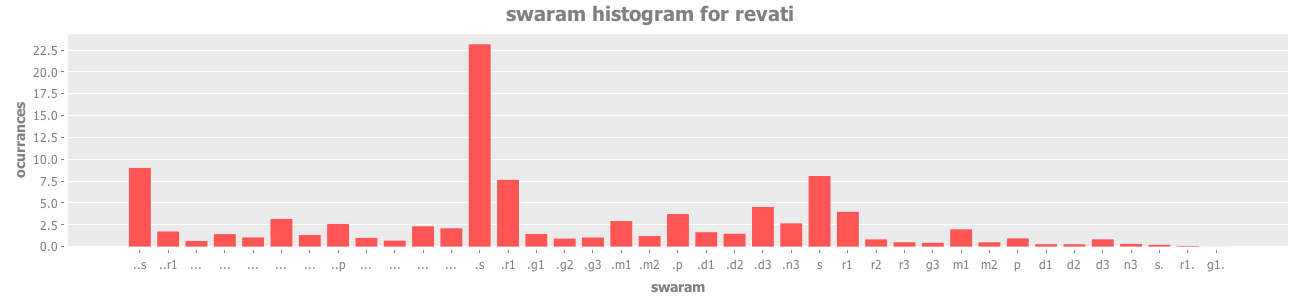 swaram histogram for revati
ocurrances
22.5
20.0
17.5
15.0
12.5
10.0
7.5
5.0
2.5
0.0
..s ..r1 ... ... ... ... ... ..p ... ... ... ... .s .r1 .g1 .g2 .g3 .m1 .m2 .p .d1 .d2 .d3 .n3 s r1 r2 r3 g3 m1 m2 p d1 d2 d3 n3 s. r1. g1.
swaram